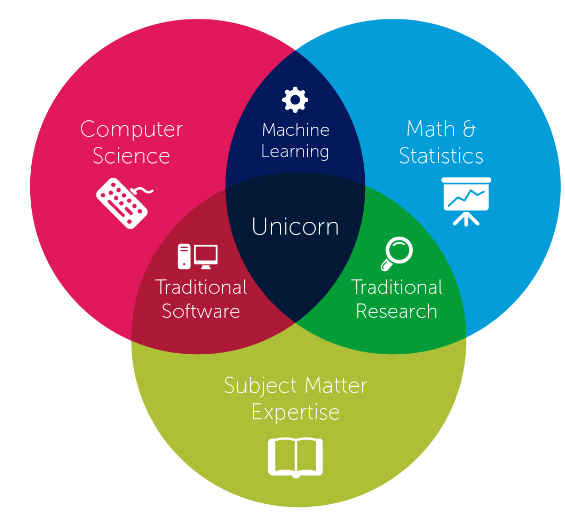 Computer
Science
Machine
Learning
Math &
Statistics
Unicorn
Traditional
Software
Traditional
Research
Subject Matter
Expertise